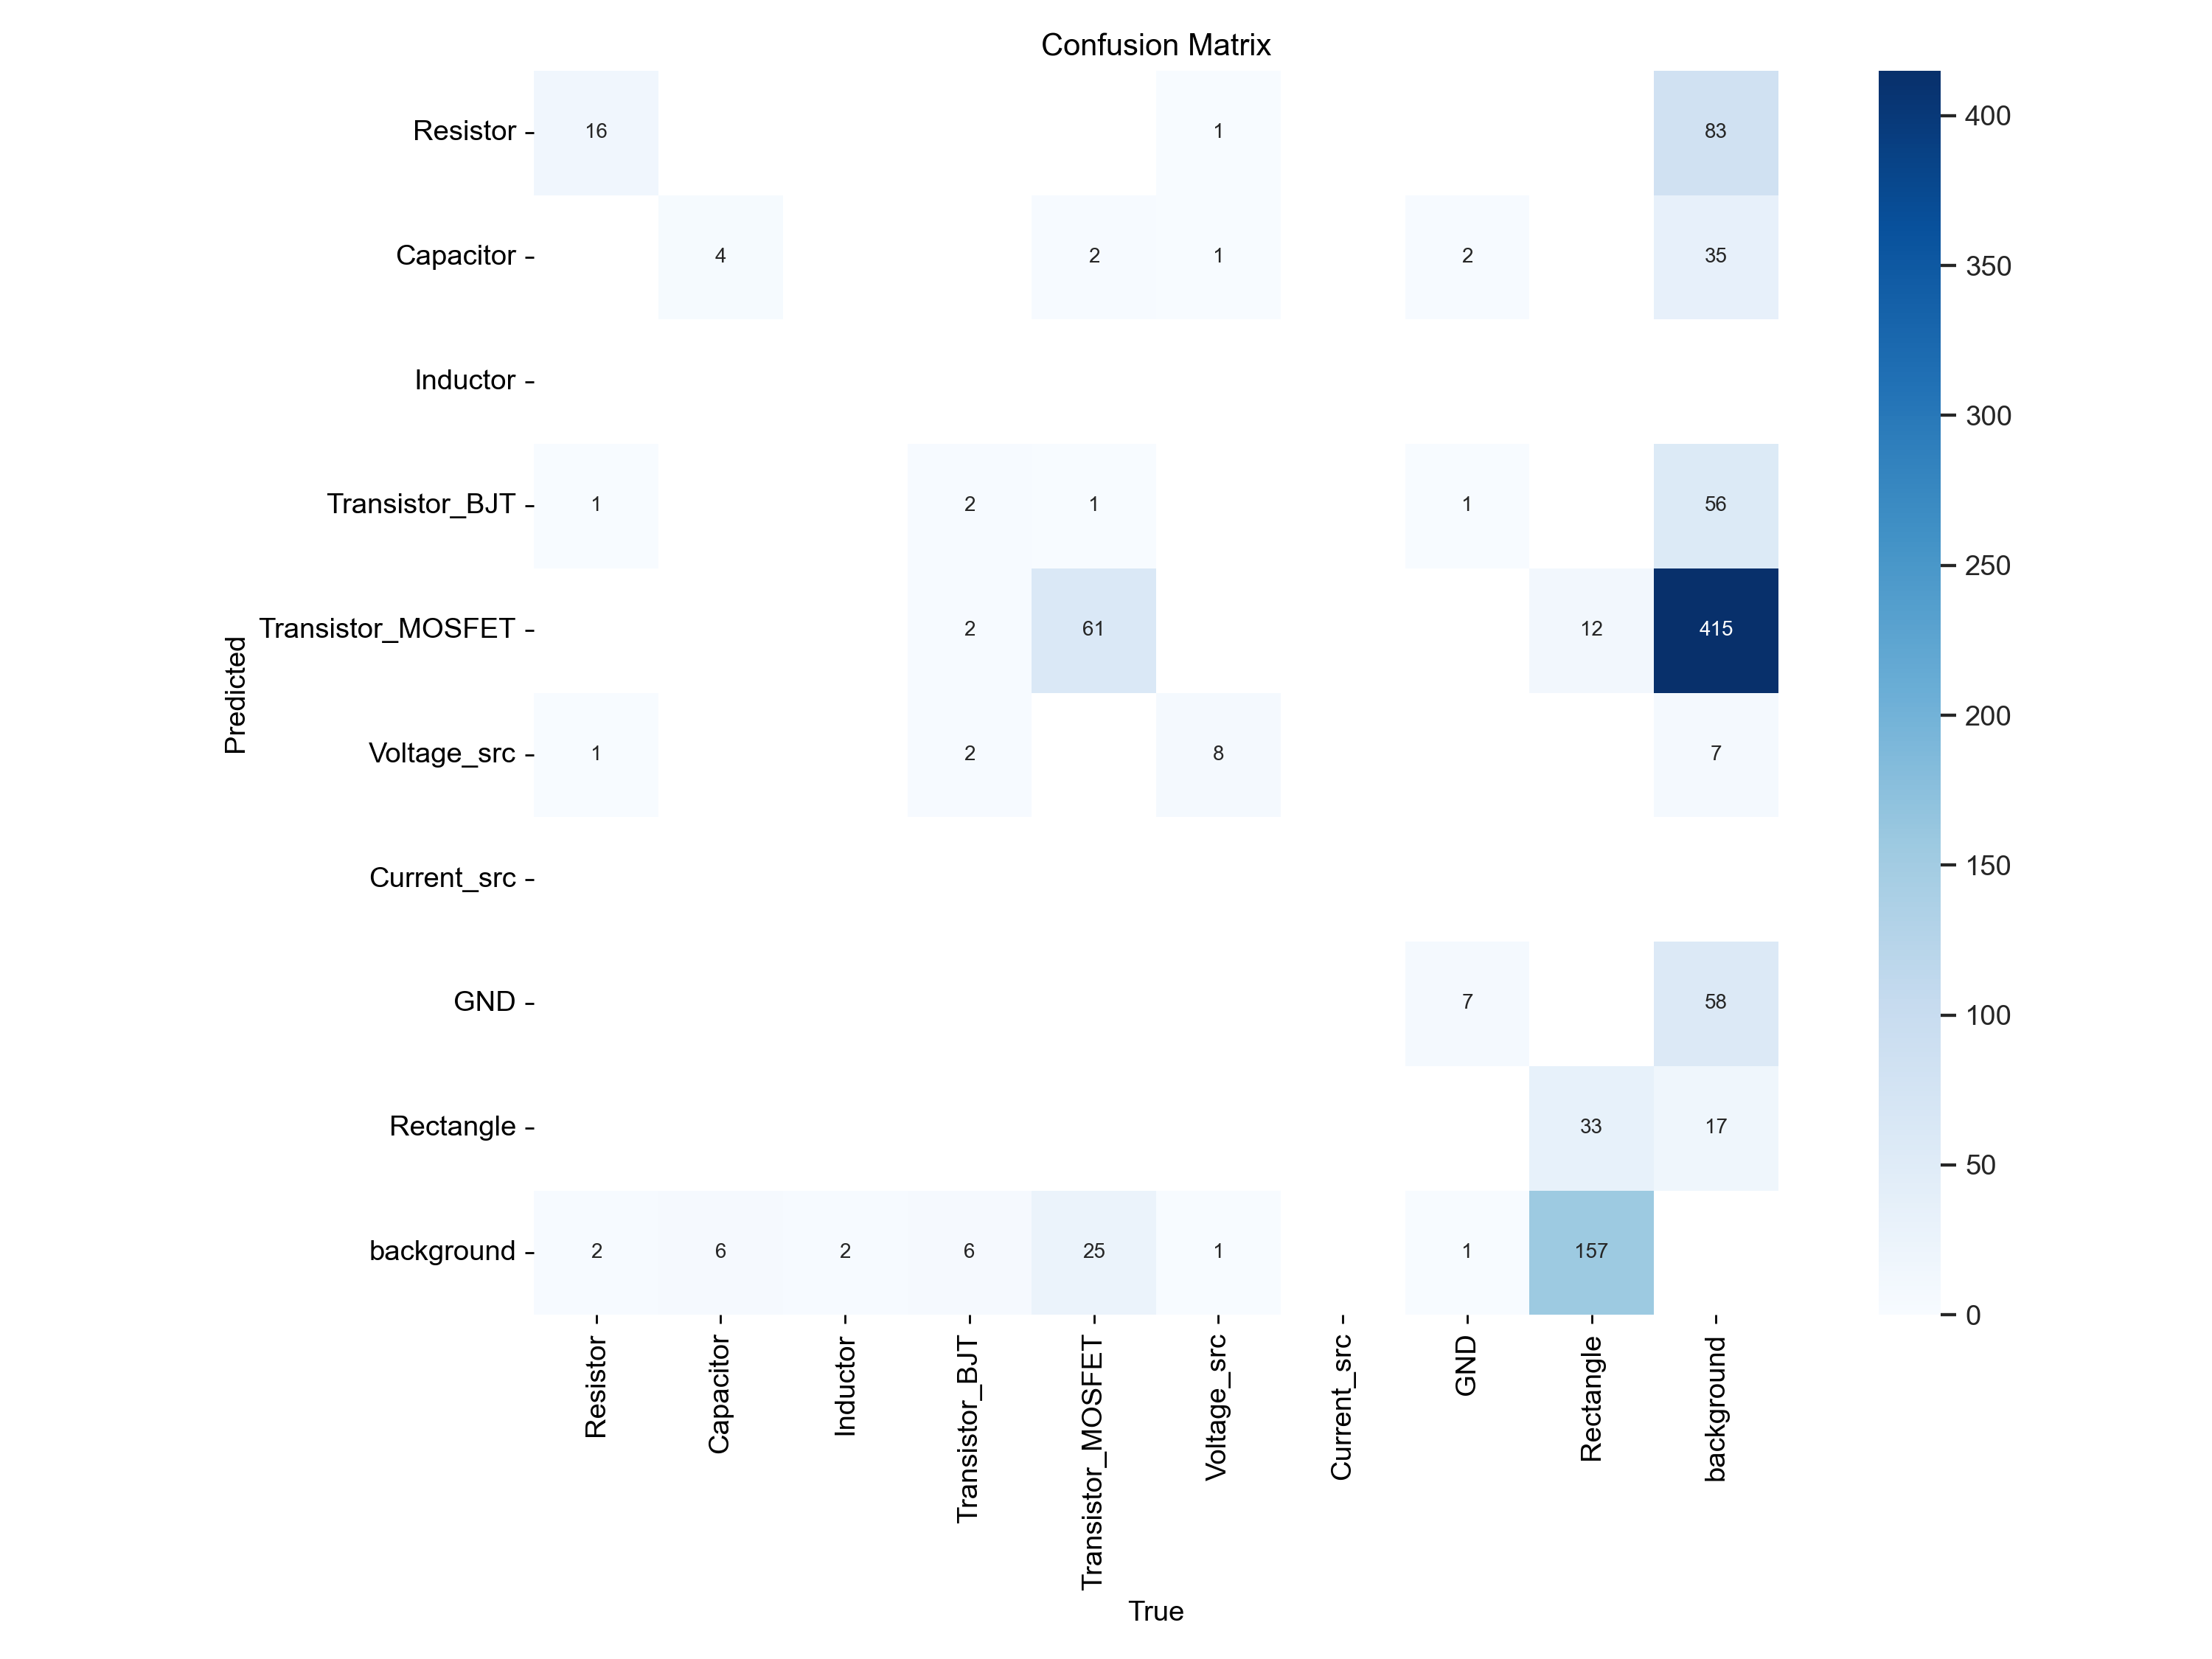 Confusion Matrix
Resistor 16 1 83 400
Capacitor 4 2 1 2 35 350
Inductor 300
Transistor_BJT 1 2 1 1 56 250
Predicted
Transistor_MOSFET 2 61 12 415
Voltage_src 1 2 8 7 200
Current_src 150
GND 7 58 100
Rectangle 33 17 50
background 2 6 2 6 25 1 1 157 0
Resistor
Capacitor
Inductor
Transistor_BJT
Transistor_MOSFET
Voltage_src
Current_src
GND
Rectangle
background
True